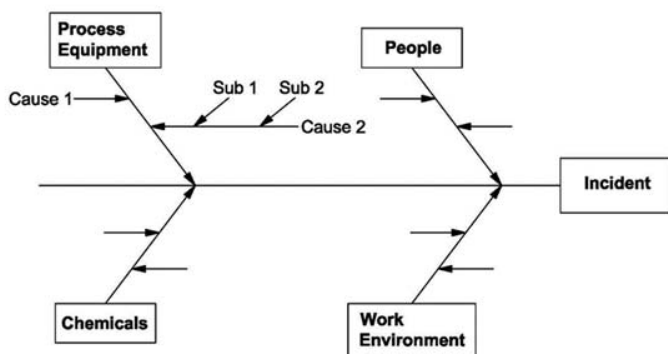 Process
Equipment
People
Sub 1
Sub 2
Cause 1
Cause 2
Incident
Chemicals
Work
Environment